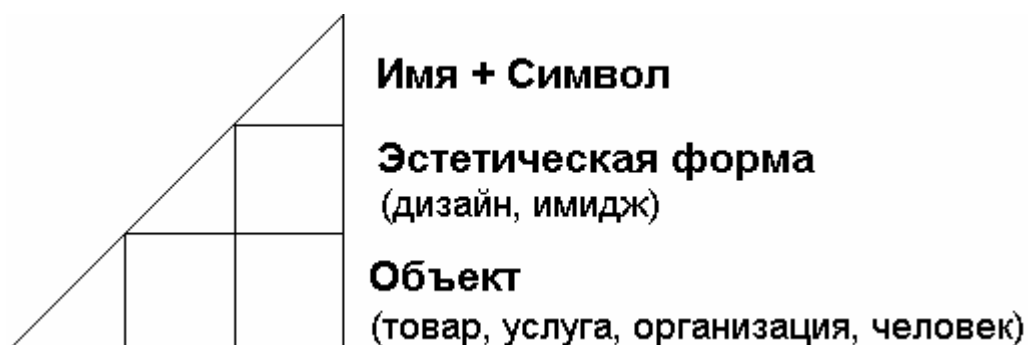 Имя + Символ
Эстетическая форма
(дизайн, имидж)
Объект
(товар, услуга, организация, человек)